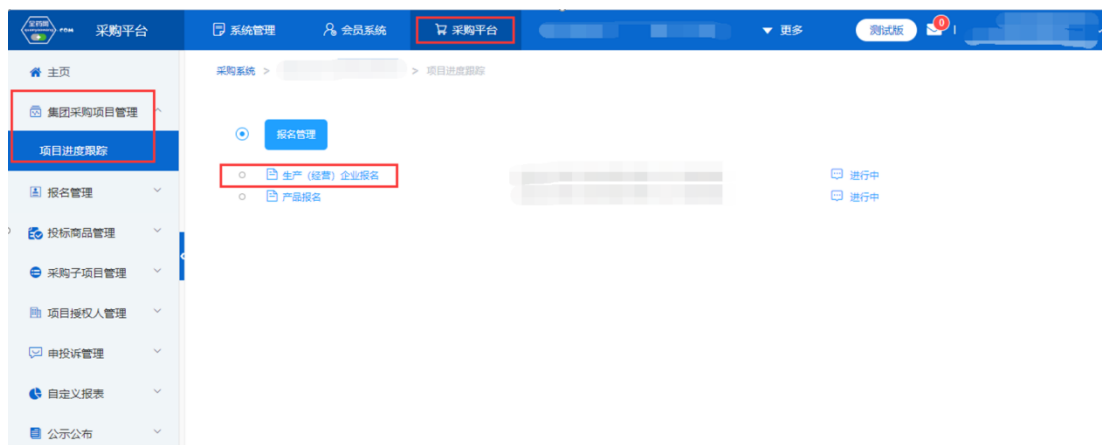 全药网 .com 采购平台 系统管理 会员系统 采购平台 更多 测试版 0
主页 采购系统 > > 项目进度跟踪
集团采购项目管理
报名管理
项目进度跟踪
生产（经营）企业报名 进行中
报名管理 产品报名 进行中
投标商品管理
采购子项目管理
项目授权人管理
申投诉管理
自定义报表
公示公布